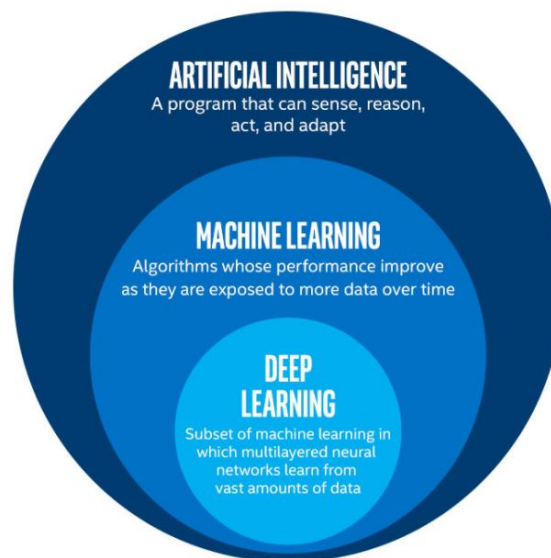 ARTIFICIAL INTELLIGENCE
A program that can sense, reason,
act, and adapt
MACHINE LEARNING
Algorithms whose performance improve
as they are exposed to more data over time
DEEP
LEARNING
Subset of machine learning in
which multilayered neural
networks learn from
vast amounts of data